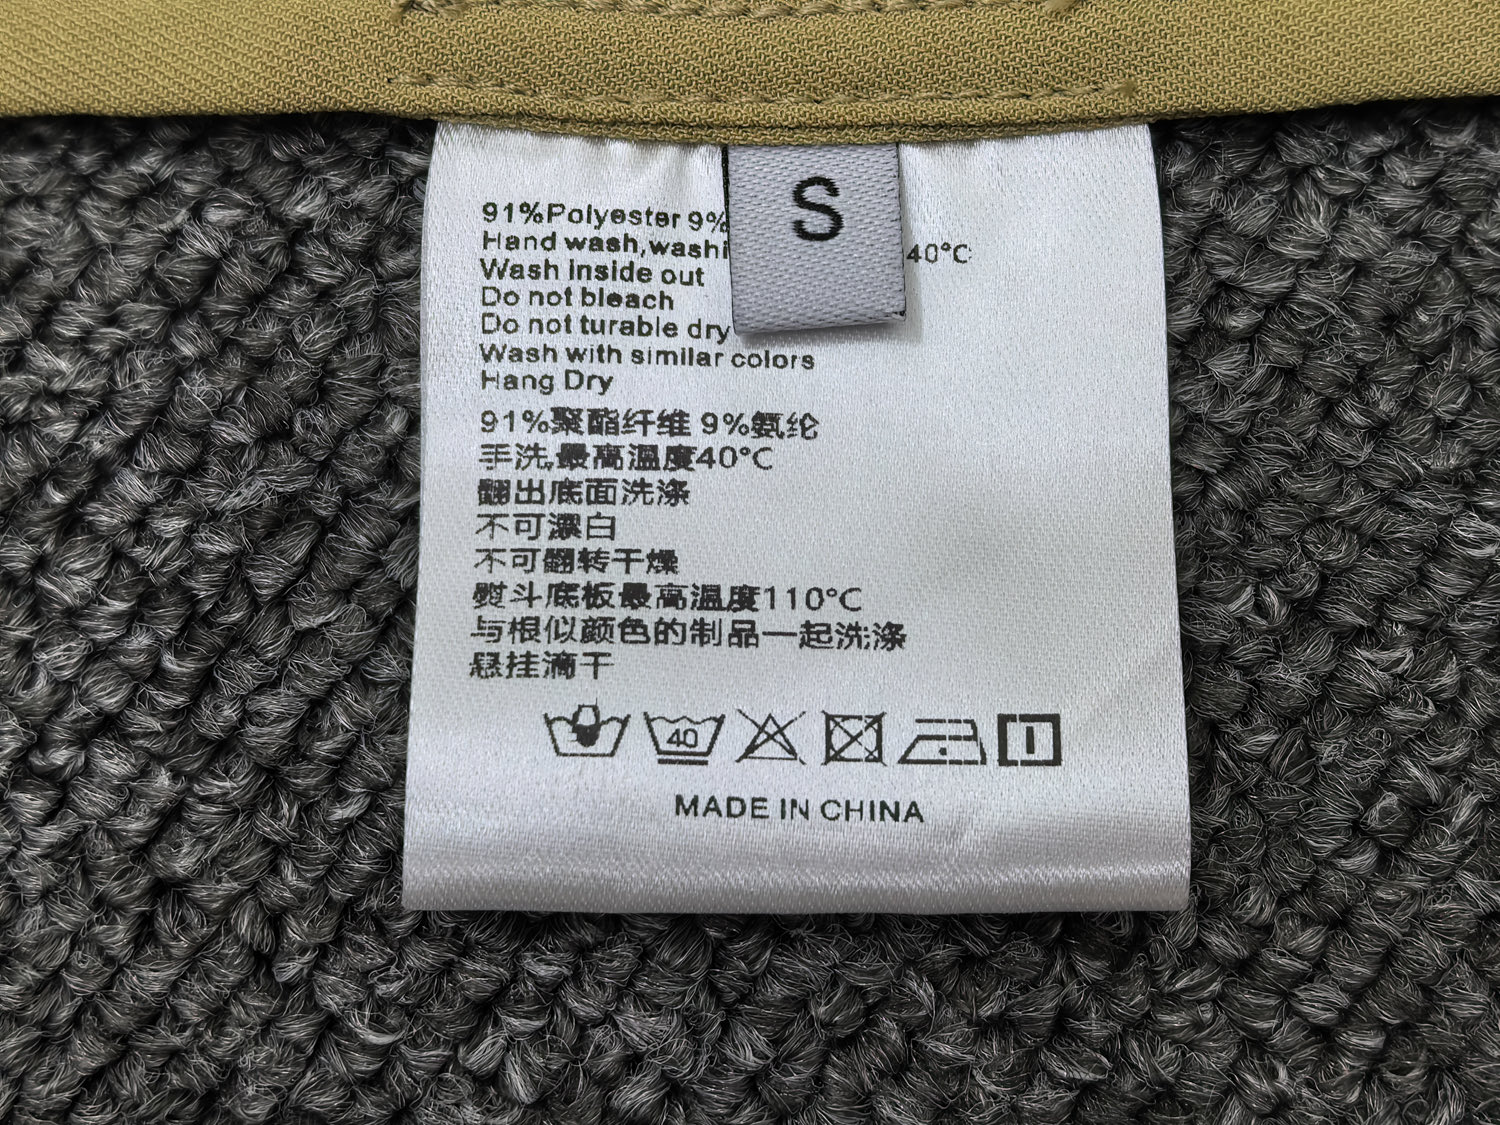 S
91%Polyester 9%
Hand wash,washi 40°C
Wash inside out
Do not bleach
Do not turable dry
Wash with similar colors
Hang Dry
91%聚酯纤维 9%氨纶
手洗,最高温度40°C
翻出底面洗涤
不可漂白
不可翻转干燥
熨斗底板最高温度110°C
与相似颜色的制品一起洗涤
悬挂滴干
40
MADE IN CHINA